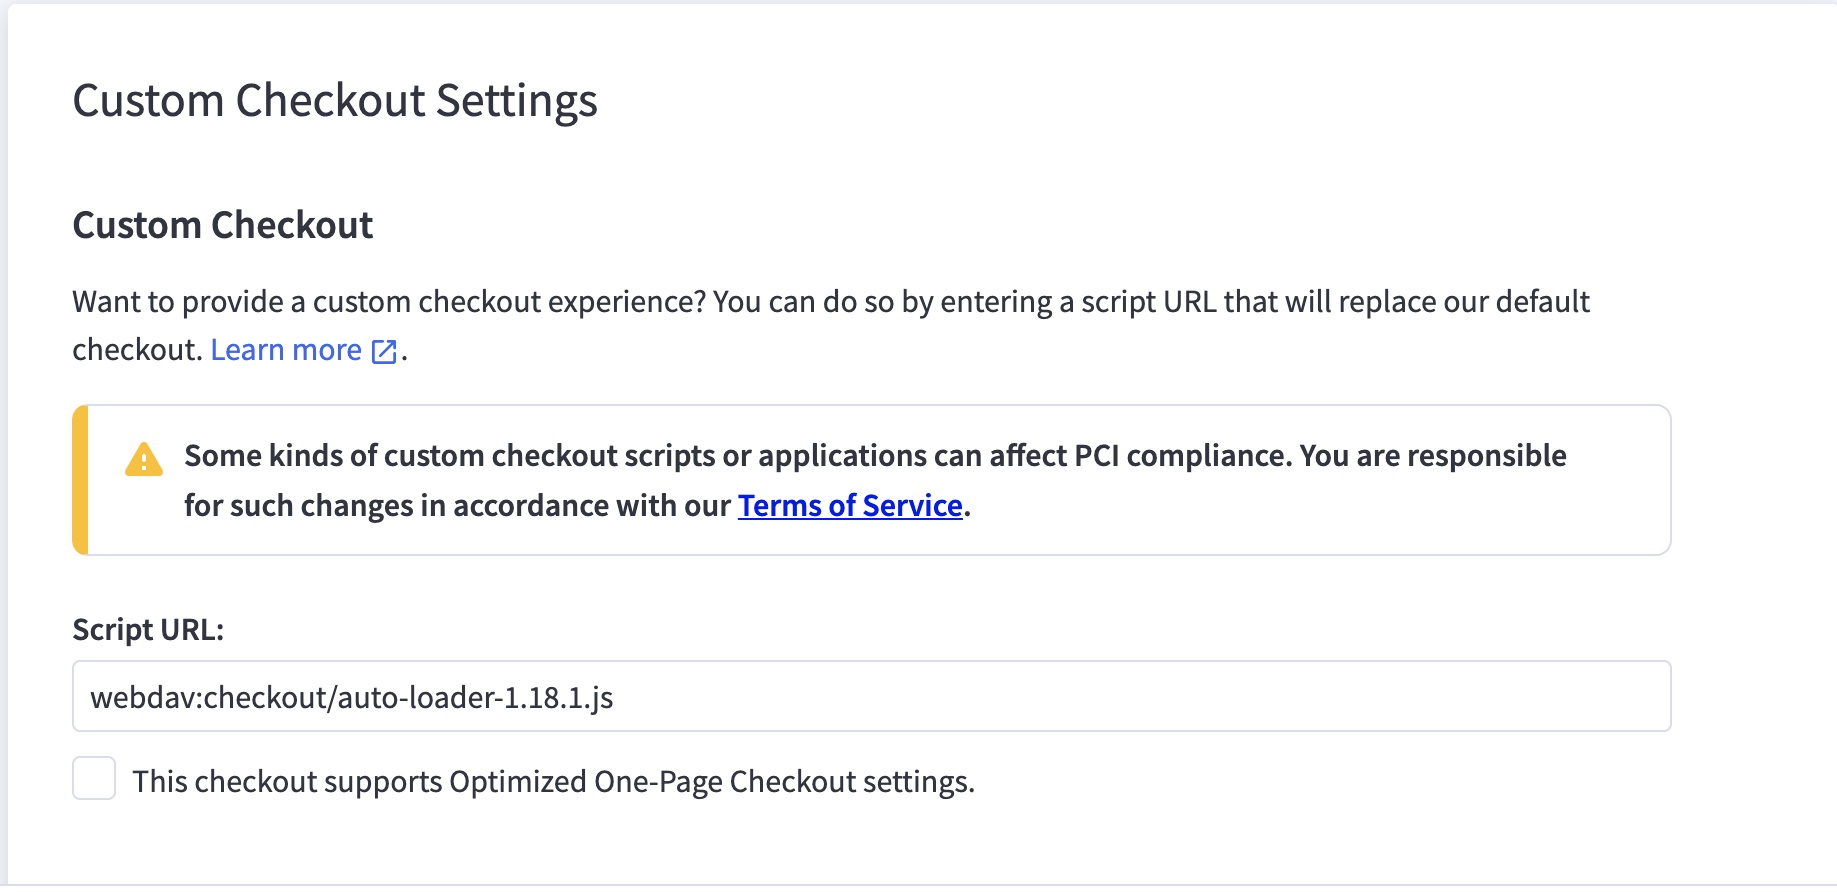 Custom Checkout Settings
Custom Checkout
Want to provide a custom checkout experience? You can do so by entering a script URL that will replace our default
checkout. Learn more.
Some kinds of custom checkout scripts or applications can affect PCI compliance. You are responsible
for such changes in accordance with our Terms of Service.
Script URL:
webdav:checkout/auto-loader-1.18.1.js
This checkout supports Optimized One-Page Checkout settings.